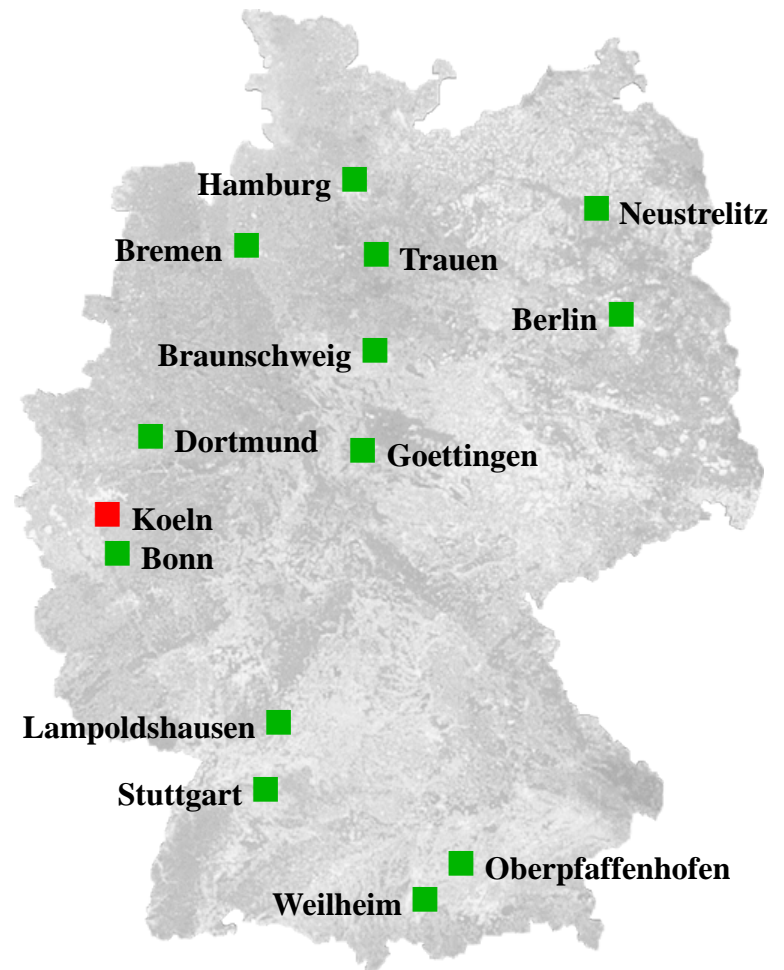 Hamburg
Neustrelitz
Bremen
Trauen
Berlin
Braunschweig
Dortmund
Goettingen
Koeln
Bonn
Lampoldshausen
Stuttgart
Oberpfaffenhofen
Weilheim